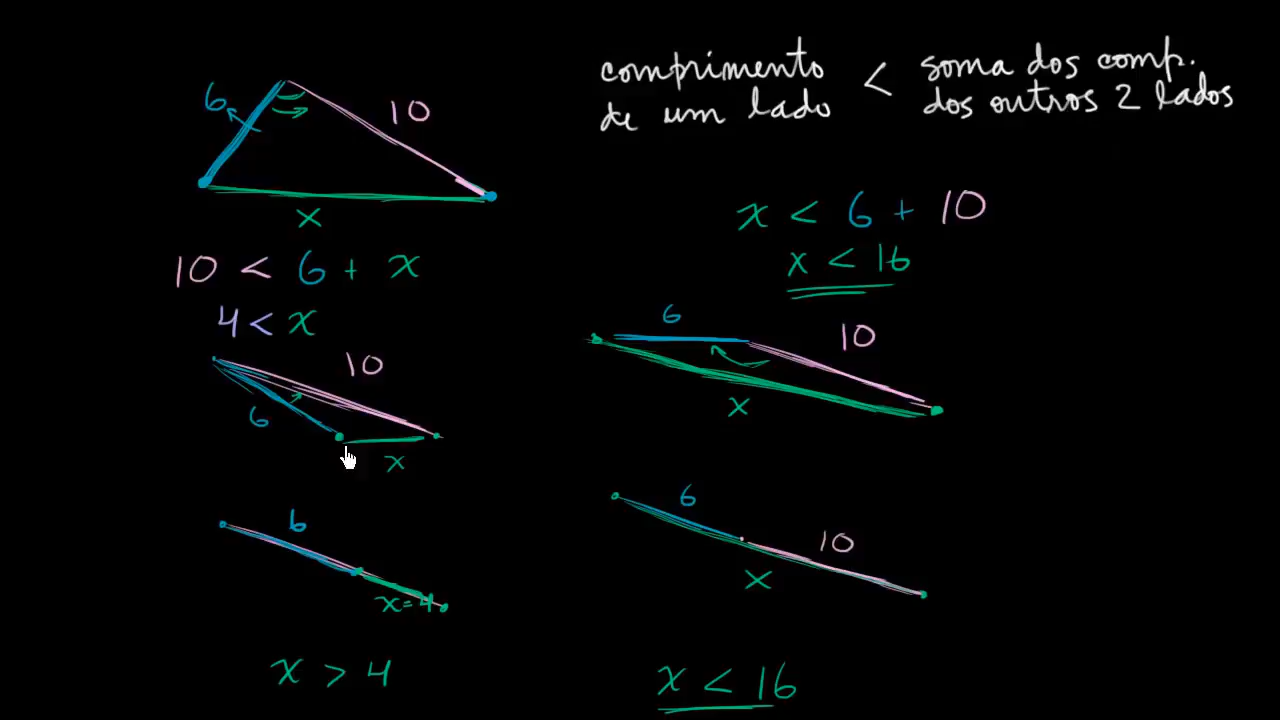 comprimento de um lado < soma dos comp. dos outros 2 lados
6
10
x
x < 6 + 10
x < 16
10 < 6 + x
4 < x
6
10
x
10
6
x
6
x=4
6
10
x
x > 4
x < 16